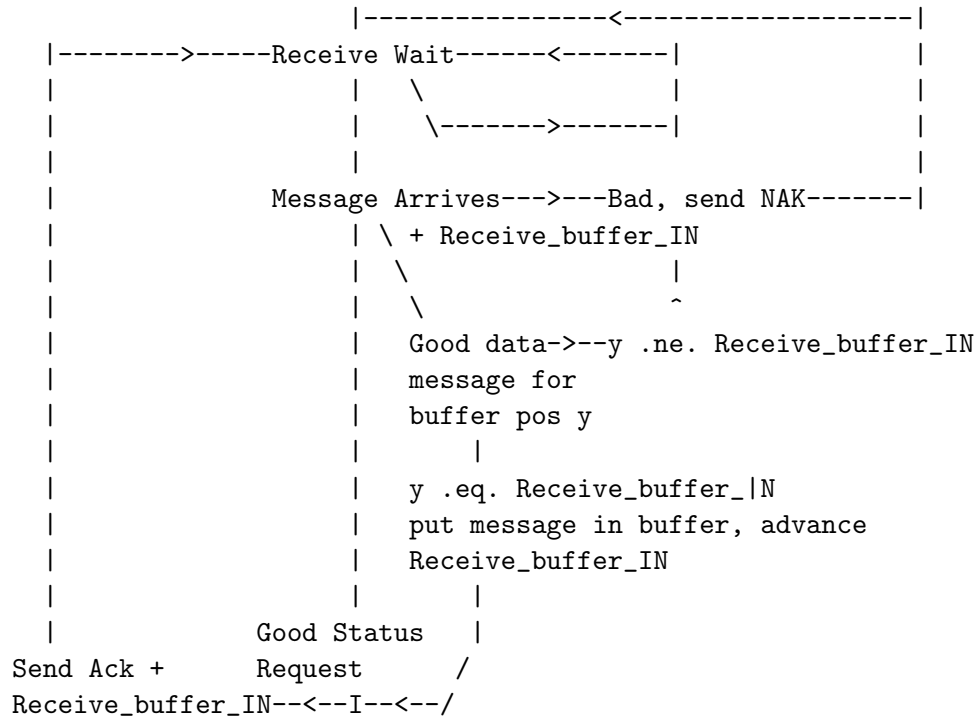 |----------------<-------------------|
|-------->-----Receive Wait------<-------| |
| | \ | |
| | \------->-------| |
| | |
| Message Arrives--->---Bad, send NAK-------|
| | \ + Receive_buffer_IN
| | \ |
| | \ ^
| | Good data->--y .ne. Receive_buffer_IN
| | message for
| | buffer pos y
| | |
| | y .eq. Receive_buffer_|N
| | put message in buffer, advance
| | Receive_buffer_IN
| | |
| Good Status |
Send Ack + Request /
Receive_buffer_IN--<--I--<--/